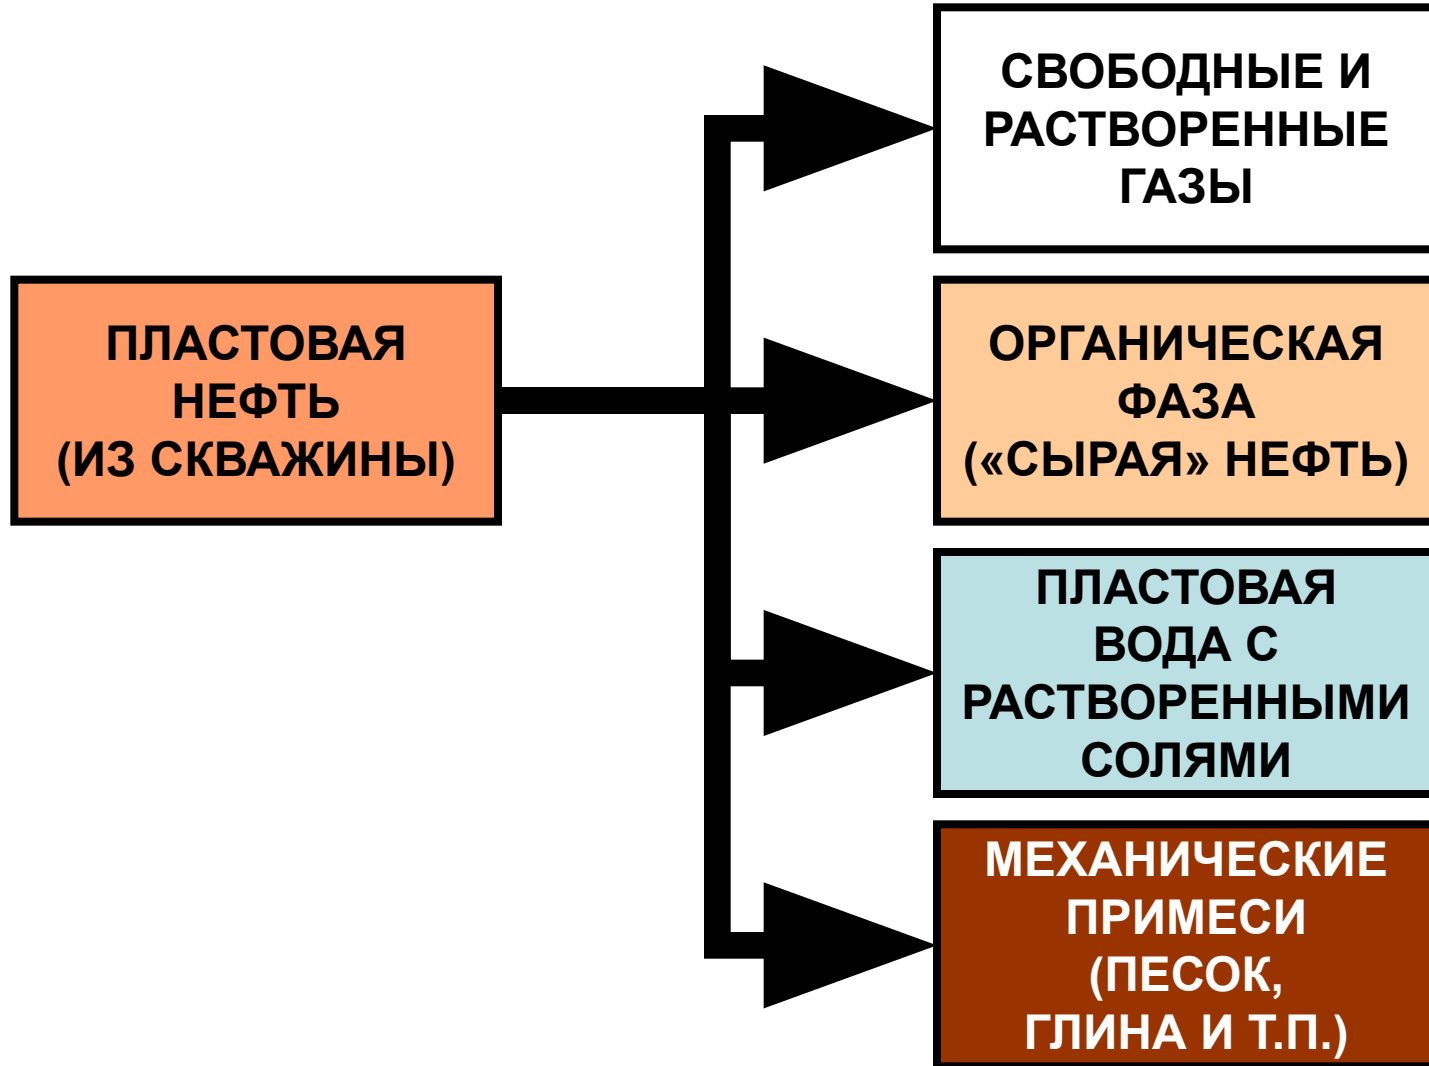 СВОБОДНЫЕ И
РАСТВОРЕННЫЕ
ГАЗЫ
ПЛАСТОВАЯ
НЕФТЬ
(ИЗ СКВАЖИНЫ)
ОРГАНИЧЕСКАЯ
ФАЗА
(«СЫРАЯ» НЕФТЬ)
ПЛАСТОВАЯ
ВОДА С
РАСТВОРЕННЫМИ
СОЛЯМИ
МЕХАНИЧЕСКИЕ
ПРИМЕСИ
(ПЕСОК,
ГЛИНА И Т.П.)